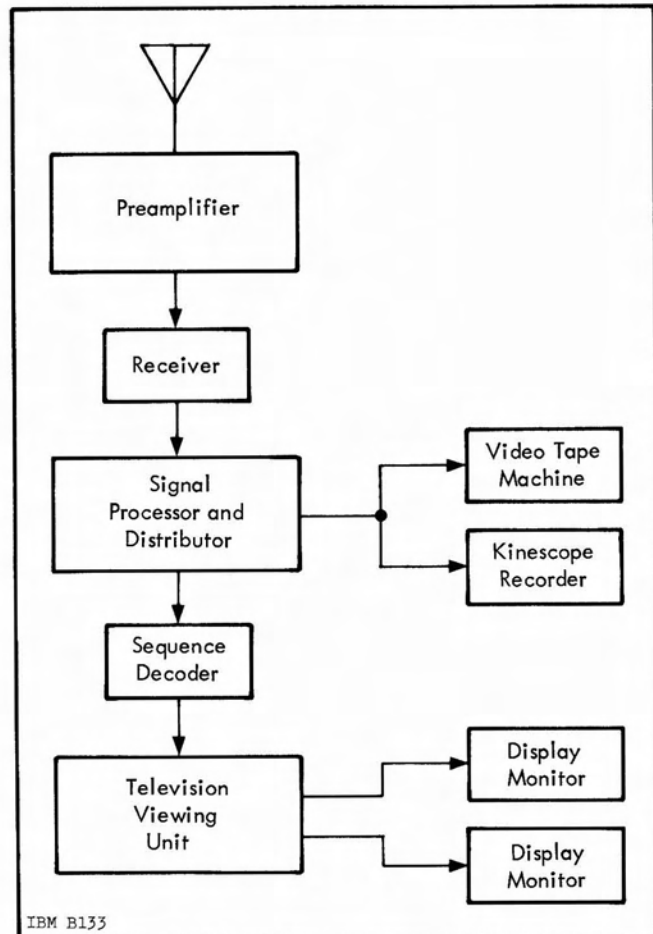 Preamplifier
Receiver
Signal
Processor and
Distributor
Video Tape
Machine
Kinescope
Recorder
Sequence
Decoder
Television
Viewing
Unit
Display
Monitor
Display
Monitor
IBM B133